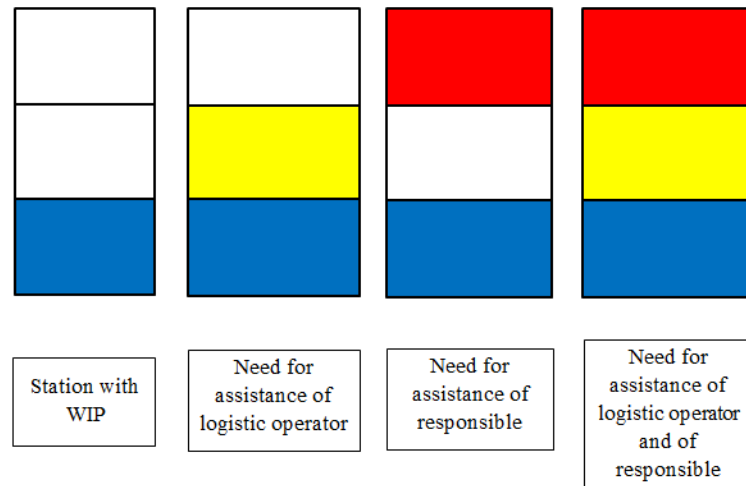 Station with
WIP
Need for
assistance of
logistic operator
Need for
assistance of
responsible
Need for
assistance of
logistic operator
and of
responsible